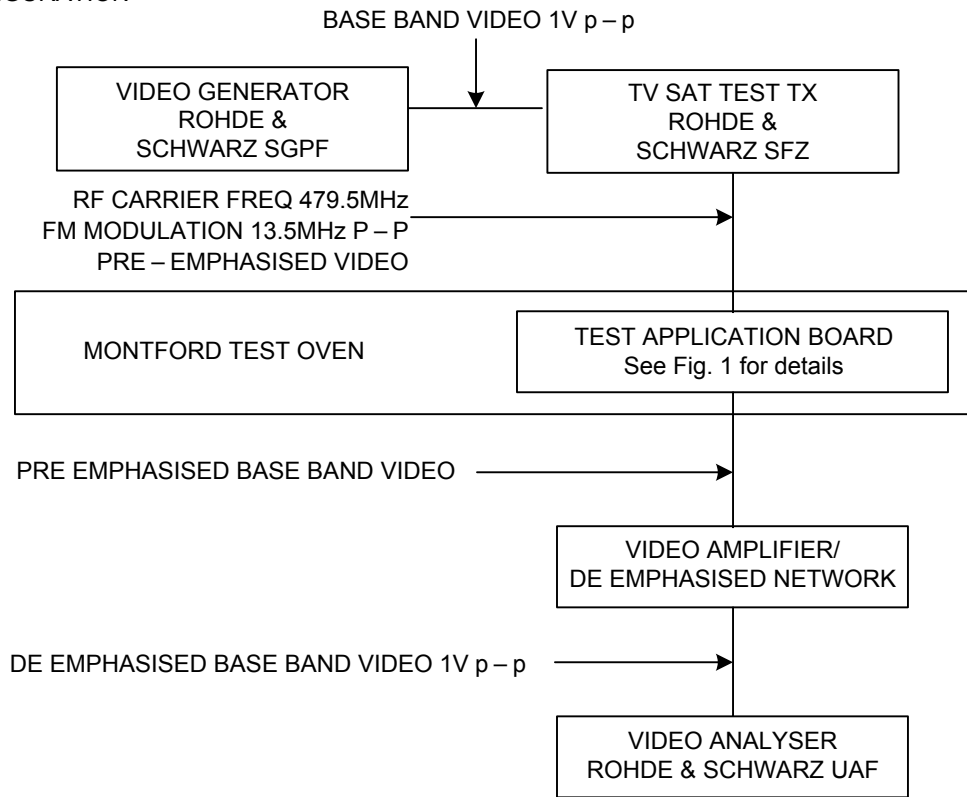 BASE BAND VIDEO 1V p – p
VIDEO GENERATOR
ROHDE &
SCHWARZ SGPF
TV SAT TEST TX
ROHDE &
SCHWARZ SFZ
RF CARRIER FREQ 479.5MHz
FM MODULATION 13.5MHz P – P
PRE – EMPHASISED VIDEO
MONTFORD TEST OVEN
TEST APPLICATION BOARD
See Fig. 1 for details
PRE EMPHASISED BASE BAND VIDEO
VIDEO AMPLIFIER/
DE EMPHASISED NETWORK
DE EMPHASISED BASE BAND VIDEO 1V p – p
VIDEO ANALYSER
ROHDE & SCHWARZ UAF